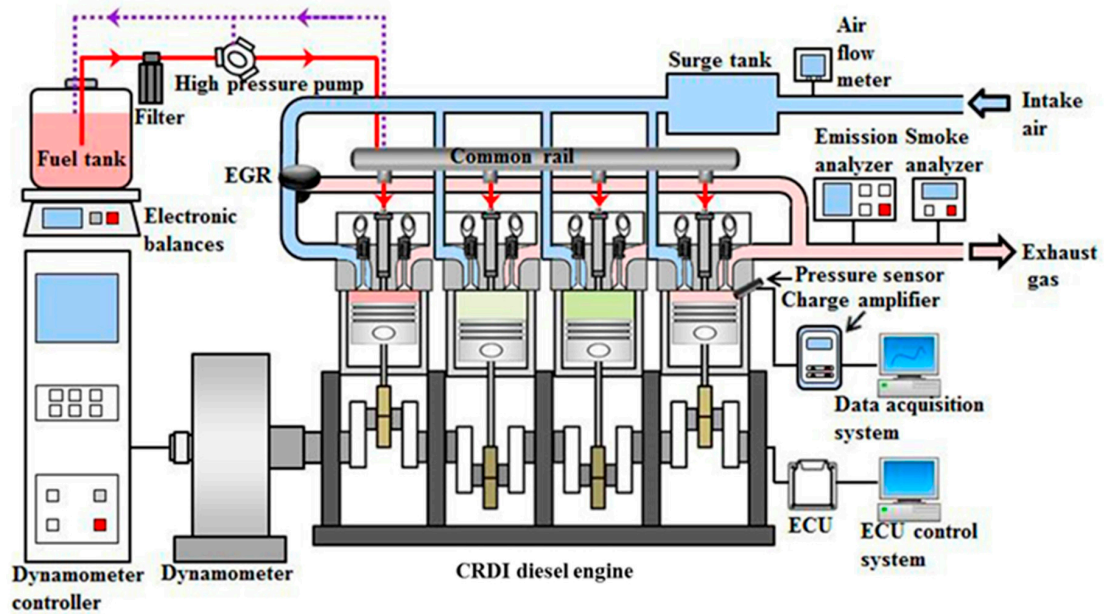 Air
flow
meter
Surge tank
High pressure pump
Filter
Intake
air
Fuel tank
Common rail
Emission
analyzer
Smoke
analyzer
EGR
Electronic
balances
Exhaust
gas
Pressure sensor
Charge amplifier
Data acquisition
system
ECU
ECU control
system
Dynamometer
controller
Dynamometer
CRDI diesel engine